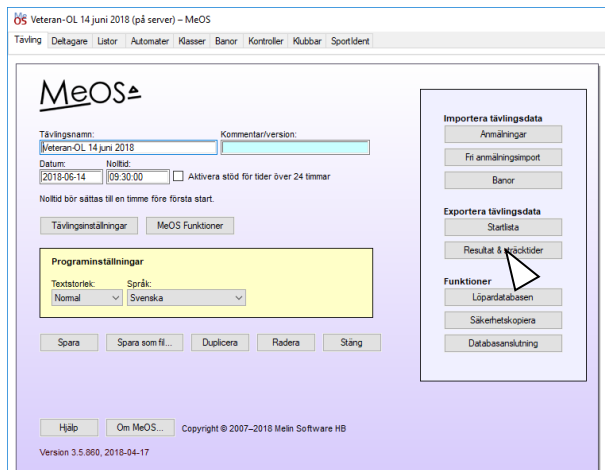 MeOS Veteran-OL 14 juni 2018 (på server) – MeOS
Tävling Deltagare Listor Automater Klasser Banor Kontroller Klubbar SportIdent
MeOS
Tävlingsnamn: Kommentar/version:
Veteran-OL 14 juni 2018
Datum: Nolltid:
2018-06-14 09:30:00 Aktivera stöd för tider över 24 timmar
Nolltid bör sättas till en timme före första start.
Tävlingsinställningar MeOS Funktioner
Programinställningar
Textstorlek: Språk:
Normal Svenska
Spara Spara som fil... Duplicera Radera Stäng
Importera tävlingsdata
Anmälningar
Fri anmälningsimport
Banor
Exportera tävlingsdata
Startlista
Resultat & sträcktider
Funktioner
Löpardatabasen
Säkerhetskopiera
Databasanslutning
Hjälp Om MeOS... Copyright © 2007–2018 Melin Software HB
Version 3.5.860, 2018-04-17